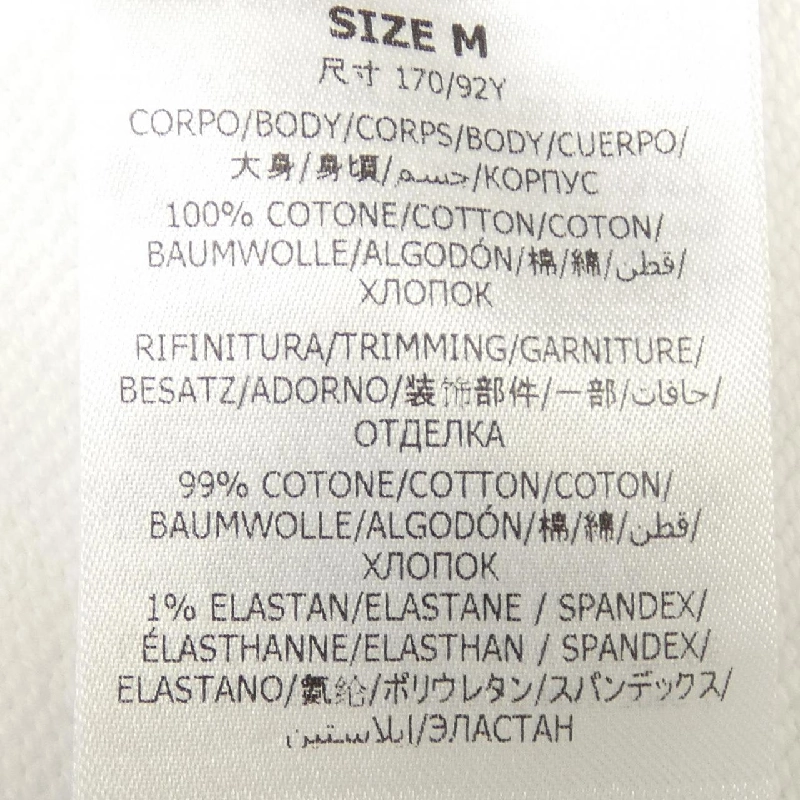 SIZE M
尺寸 170/92Y
CORPO/BODY/CORPS/BODY/CUERPO/
大身/身頃/جسم/КОРПУС
100% COTONE/COTTON/COTON/
BAUMWOLLE/ALGODÓN/棉/綿/قطن/
ХЛОПОК
RIFINITURA/TRIMMING/GARNITURE/
BESATZ/ADORNO/装饰部件/一部/حافات/
ОТДЕЛКА
99% COTONE/COTTON/COTON/
BAUMWOLLE/ALGODÓN/棉/綿/قطن/
ХЛОПОК
1% ELASTAN/ELASTANE / SPANDEX/
ÉLASTHANNE/ELASTHAN / SPANDEX/
ELASTANO/氨纶/ポリウレタン/スパンデックス/
ايلاستين/ЭЛАСТАН